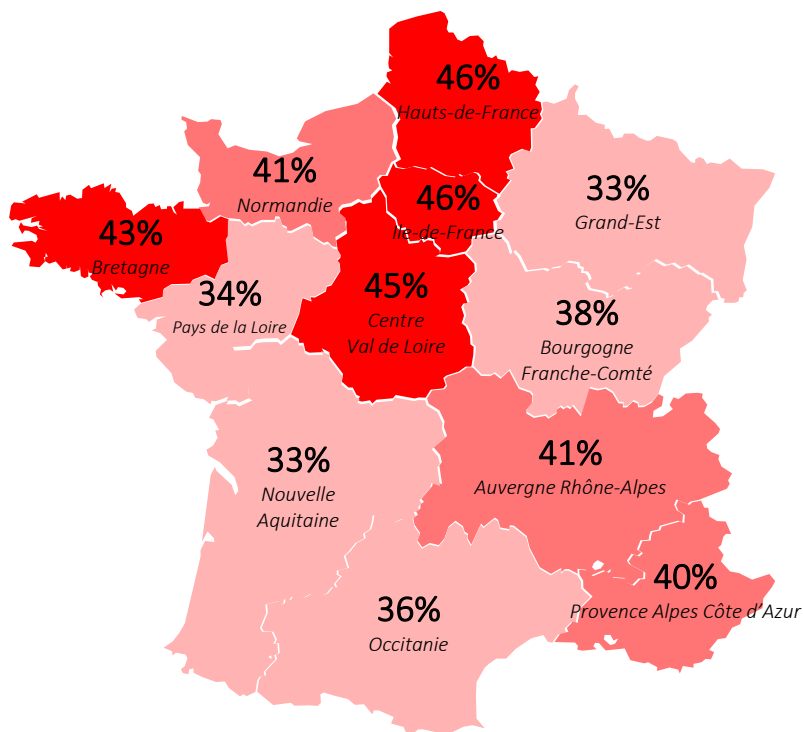 46%
Hauts-de-France
41%
Normandie
46%
Ile-de-France
33%
Grand-Est
43%
Bretagne
34%
Pays de la Loire
45%
Centre
Val de Loire
38%
Bourgogne
Franche-Comté
33%
Nouvelle
Aquitaine
41%
Auvergne Rhône-Alpes
36%
Occitanie
40%
Provence Alpes Côte d'Azur